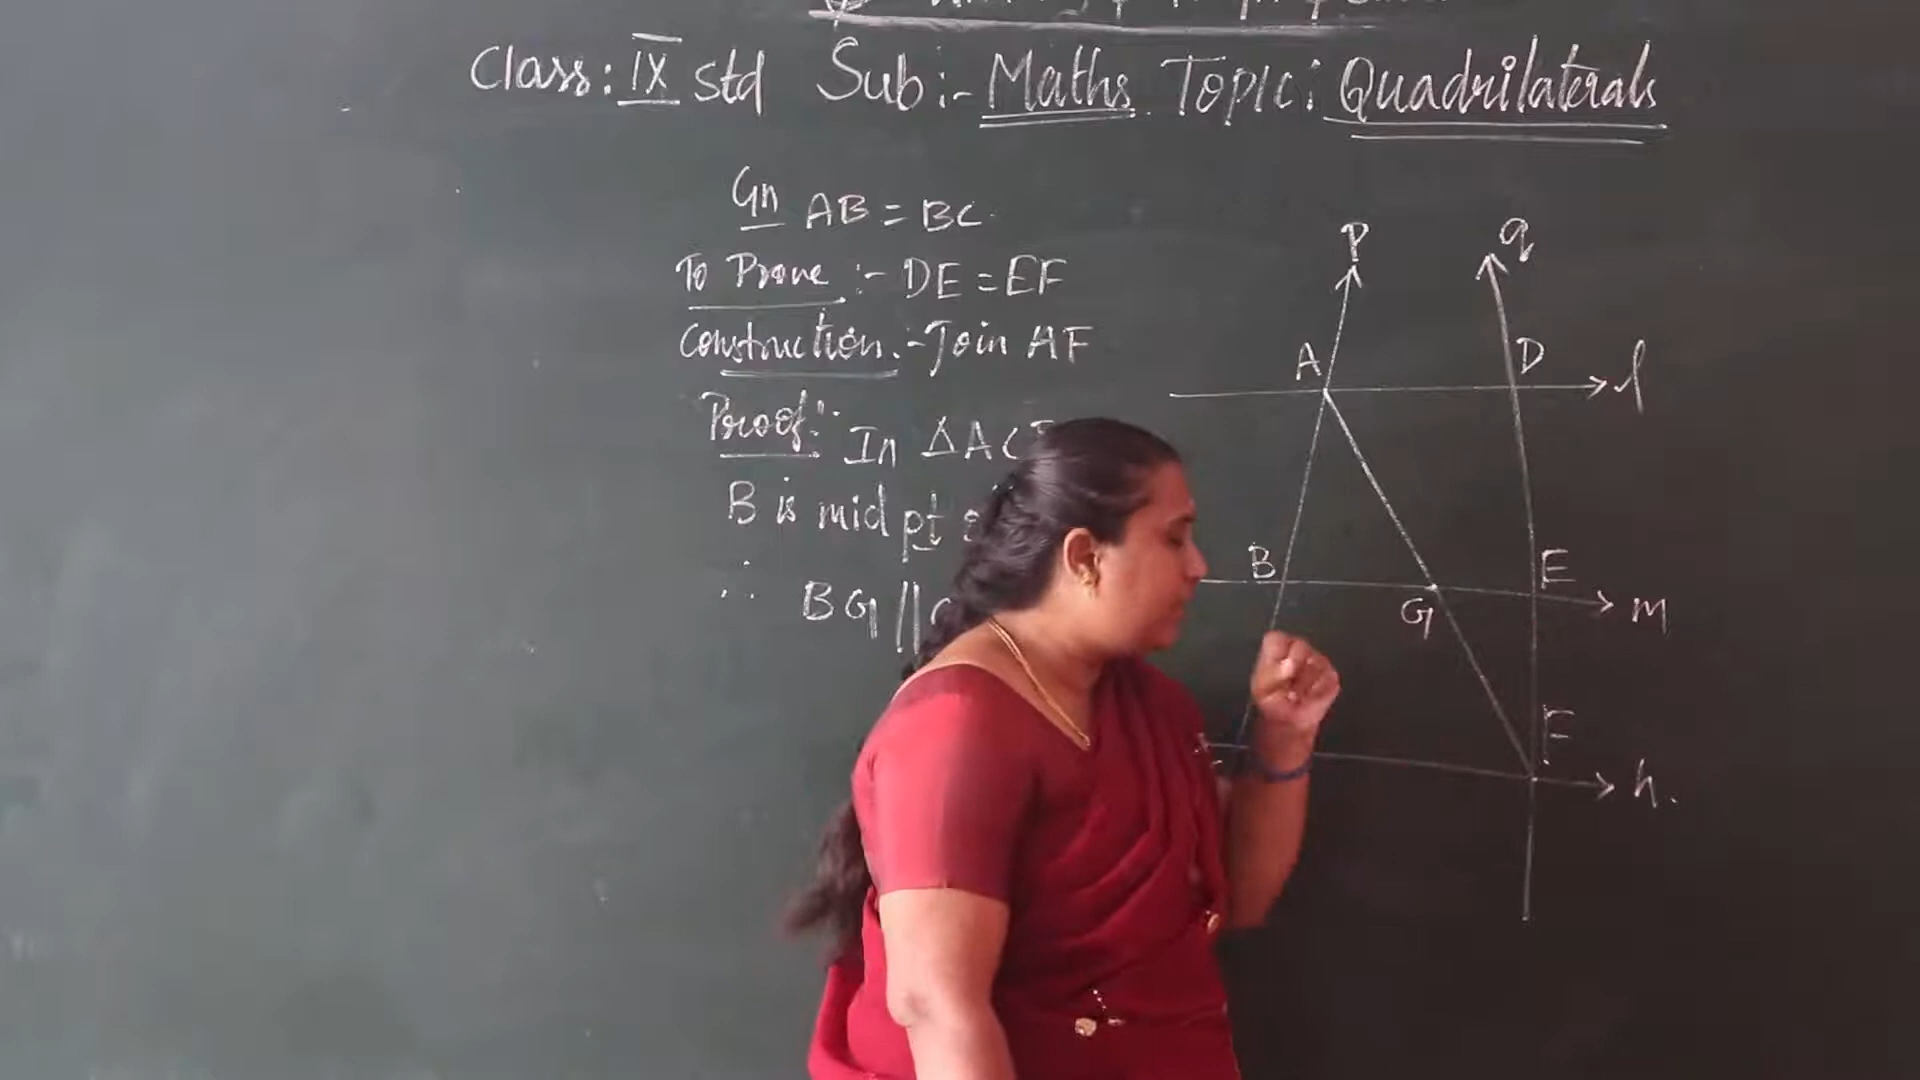 Class: IX std Sub:- Maths Topic: Quadrilaterals
Gn AB = BC
To Prove :- DE = EF
Construction :- Join AF
Proof:- In ΔAC
B is mid pt
∴ BG ||
P q
A D l
B E
G m
F
h.